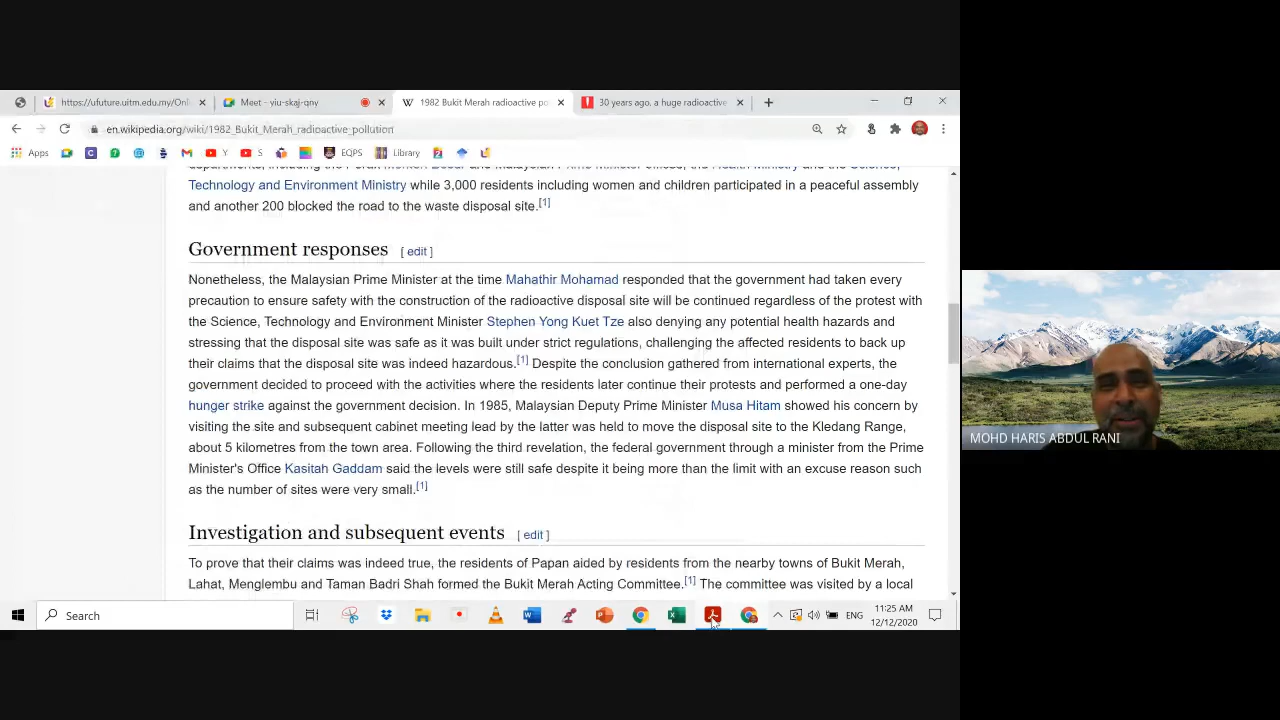 https://ufuture.uitm.edu.my/Onl
Meet - yiu-skaj-qny
1982 Bukit Merah radioactive po
30 years ago, a huge radioactive
en.wikipedia.org/wiki/1982_Bukit_Merah_radioactive_pollution
Apps
Y
S
EQPS
Library
Technology and Environment Ministry while 3,000 residents including women and children participated in a peaceful assembly
and another 200 blocked the road to the waste disposal site.[1]
Government responses [ edit ]
Nonetheless, the Malaysian Prime Minister at the time Mahathir Mohamad responded that the government had taken every
precaution to ensure safety with the construction of the radioactive disposal site will be continued regardless of the protest with
the Science, Technology and Environment Minister Stephen Yong Kuet Tze also denying any potential health hazards and
stressing that the disposal site was safe as it was built under strict regulations, challenging the affected residents to back up
their claims that the disposal site was indeed hazardous.[1] Despite the conclusion gathered from international experts, the
government decided to proceed with the activities where the residents later continue their protests and performed a one-day
hunger strike against the government decision. In 1985, Malaysian Deputy Prime Minister Musa Hitam showed his concern by
visiting the site and subsequent cabinet meeting lead by the latter was held to move the disposal site to the Kledang Range,
about 5 kilometres from the town area. Following the third revelation, the federal government through a minister from the Prime
Minister's Office Kasitah Gaddam said the levels were still safe despite it being more than the limit with an excuse reason such
as the number of sites were very small.[1]
Investigation and subsequent events [ edit ]
To prove that their claims was indeed true, the residents of Papan aided by residents from the nearby towns of Bukit Merah,
Lahat, Menglembu and Taman Badri Shah formed the Bukit Merah Acting Committee.[1] The committee was visited by a local
MOHD HARIS ABDUL RANI
Search
ENG
11:25 AM
12/12/2020